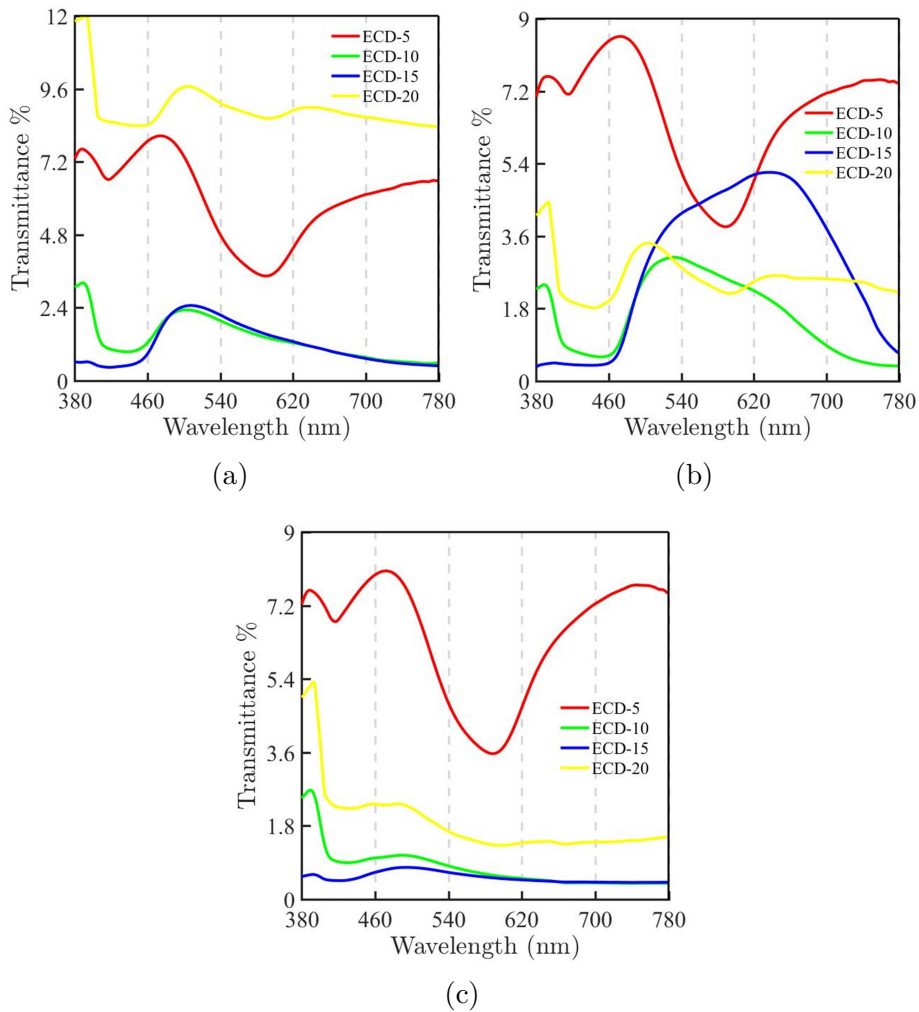 12
9.6
7.2
4.8
2.4
0
Transmittance %
380 460 540 620 700 780
Wavelength (nm)
ECD-5
ECD-10
ECD-15
ECD-20
(a)
9
7.2
5.4
3.6
1.8
0
Transmittance %
380 460 540 620 700 780
Wavelength (nm)
ECD-5
ECD-10
ECD-15
ECD-20
(b)
9
7.2
5.4
3.6
1.8
0
Transmittance %
380 460 540 620 700 780
Wavelength (nm)
ECD-5
ECD-10
ECD-15
ECD-20
(c)